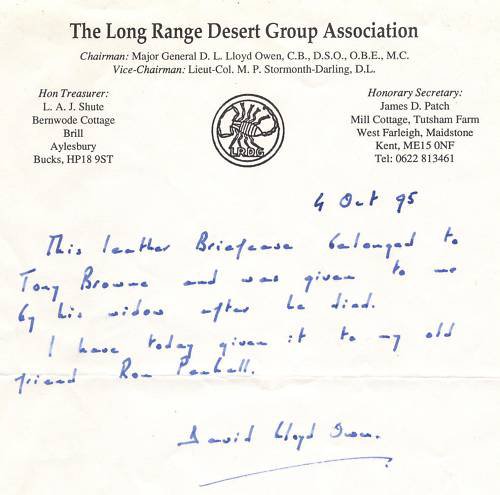 The Long Range Desert Group Association
Chairman: Major General D. L. Lloyd Owen, C.B., D.S.O., O.B.E., M.C.
Vice-Chairman: Lieut-Col. M. P. Stormonth-Darling, D.L.
Hon Treasurer:
L. A. J. Shute
Bernwode Cottage
Brill
Aylesbury
Bucks, HP18 9ST
LRDG
Honorary Secretary:
James D. Patch
Mill Cottage, Tutsham Farm
West Farleigh, Maidstone
Kent, ME15 0NF
Tel: 0622 813461
4 Oct 95
This leather Briefcase belonged to
Tony Browne and was given to me
by his widow after he died.
I have today given it to my old
friend Ron Penhall.
David Lloyd Owen.